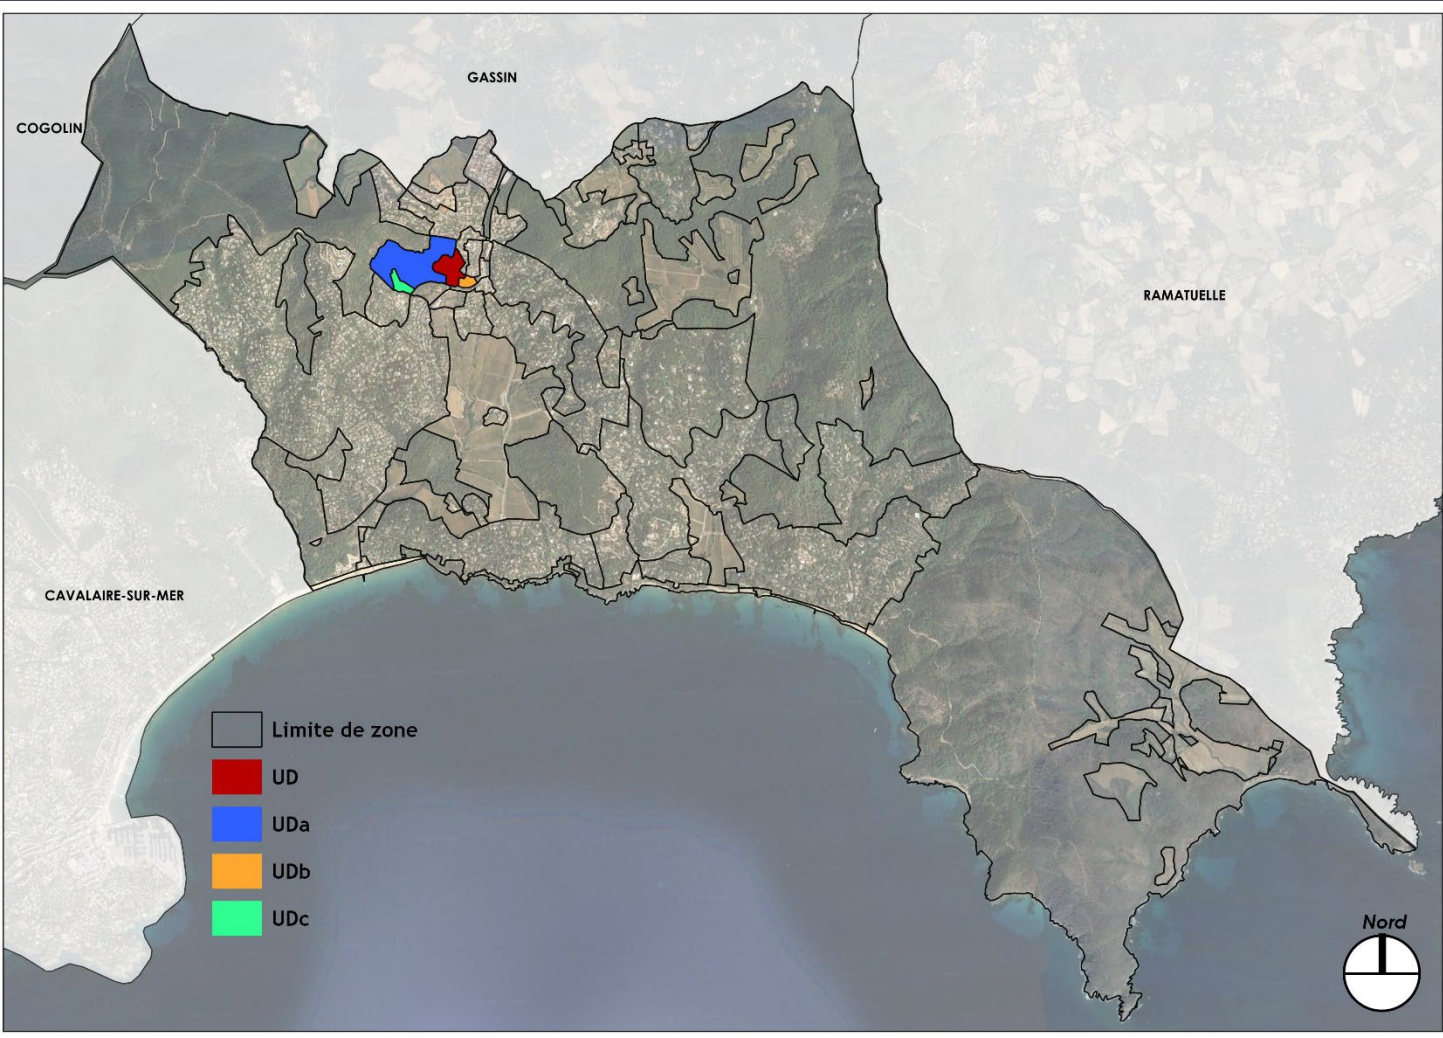 GASSIN
COGOLIN
RAMATUELLE
CAVALAIRE-SUR-MER
Limite de zone
UD
UDa
UDb
UDc
Nord